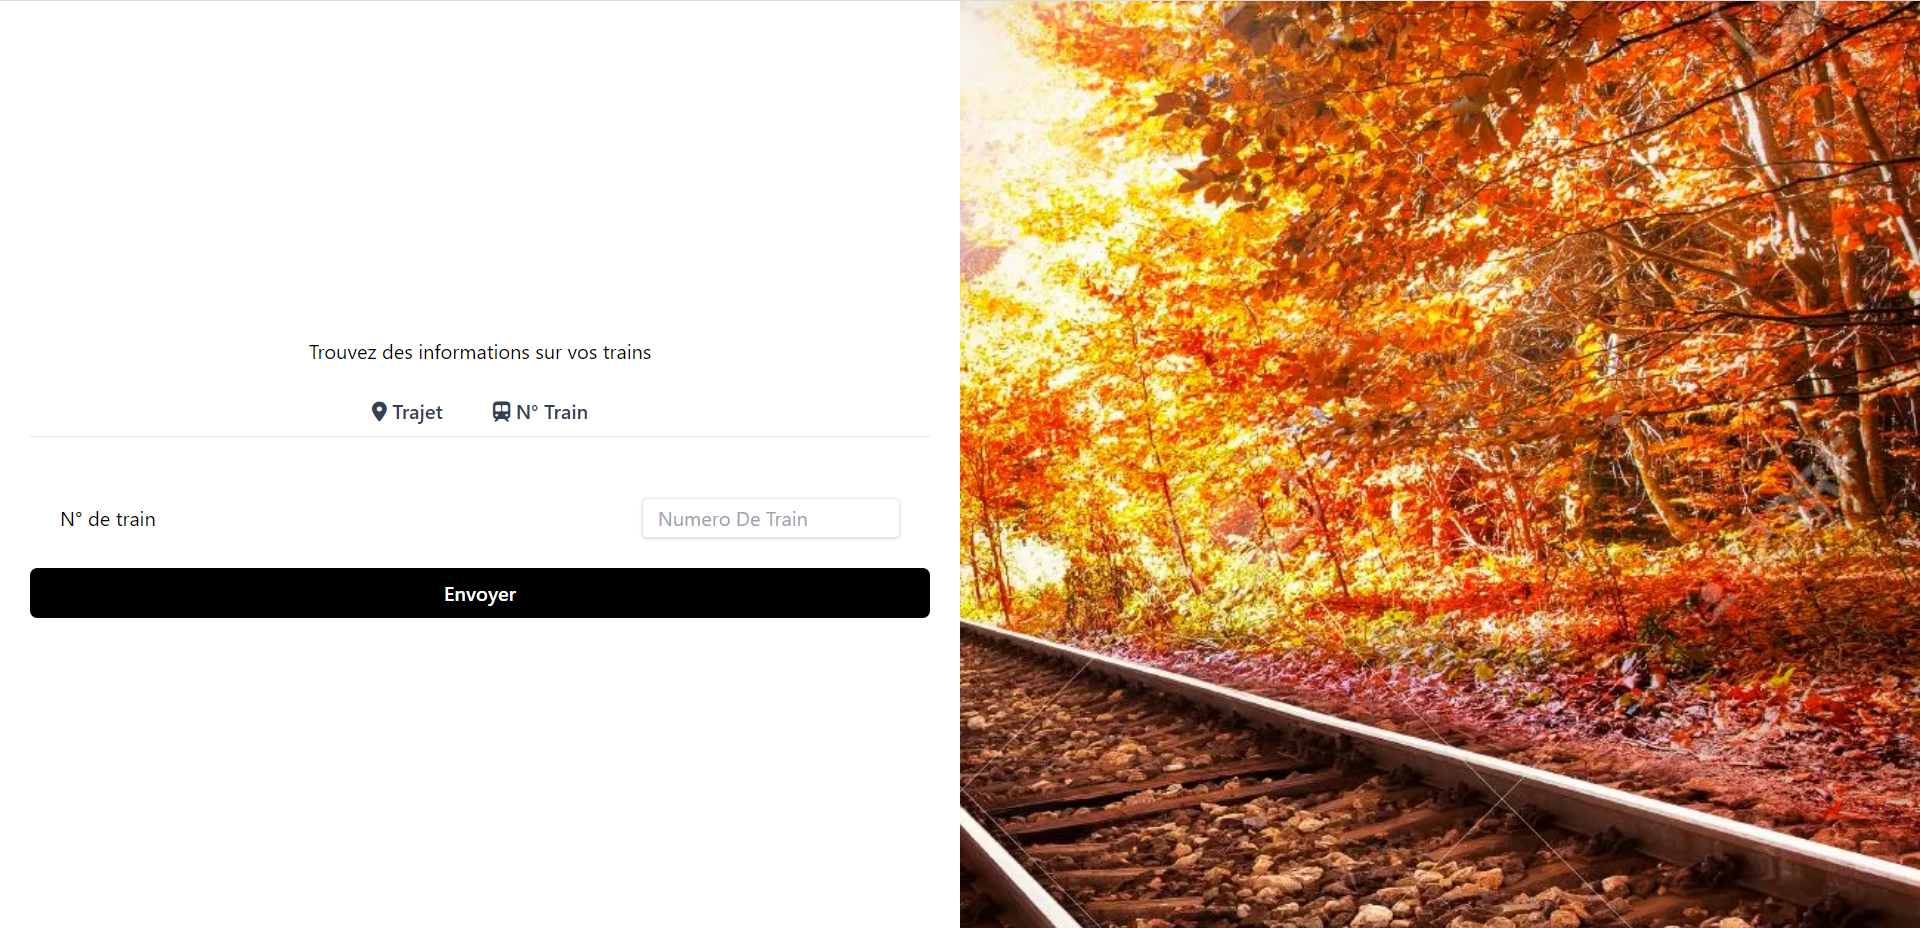 Trouvez des informations sur vos trains
Trajet N° Train
N° de train Numero De Train
Envoyer